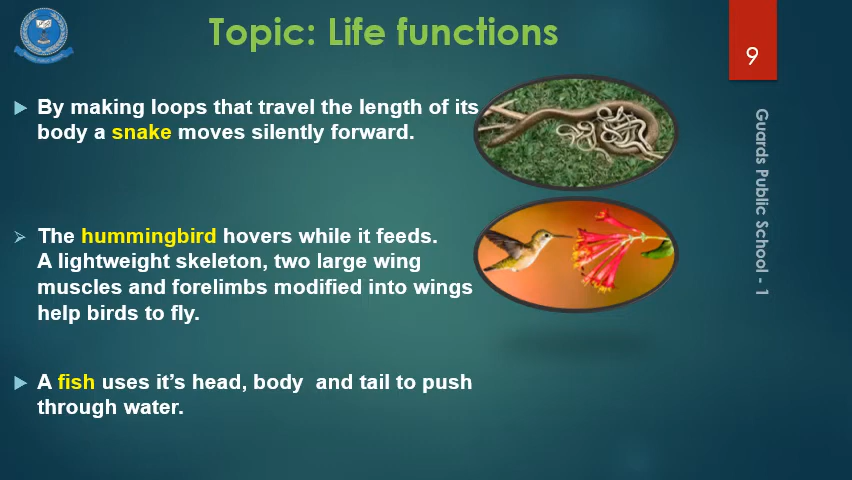 Topic: Life functions
9
By making loops that travel the length of its
body a snake moves silently forward.
The hummingbird hovers while it feeds.
A lightweight skeleton, two large wing
muscles and forelimbs modified into wings
help birds to fly.
A fish uses it’s head, body  and tail to push
through water.
Guards Public School - 1